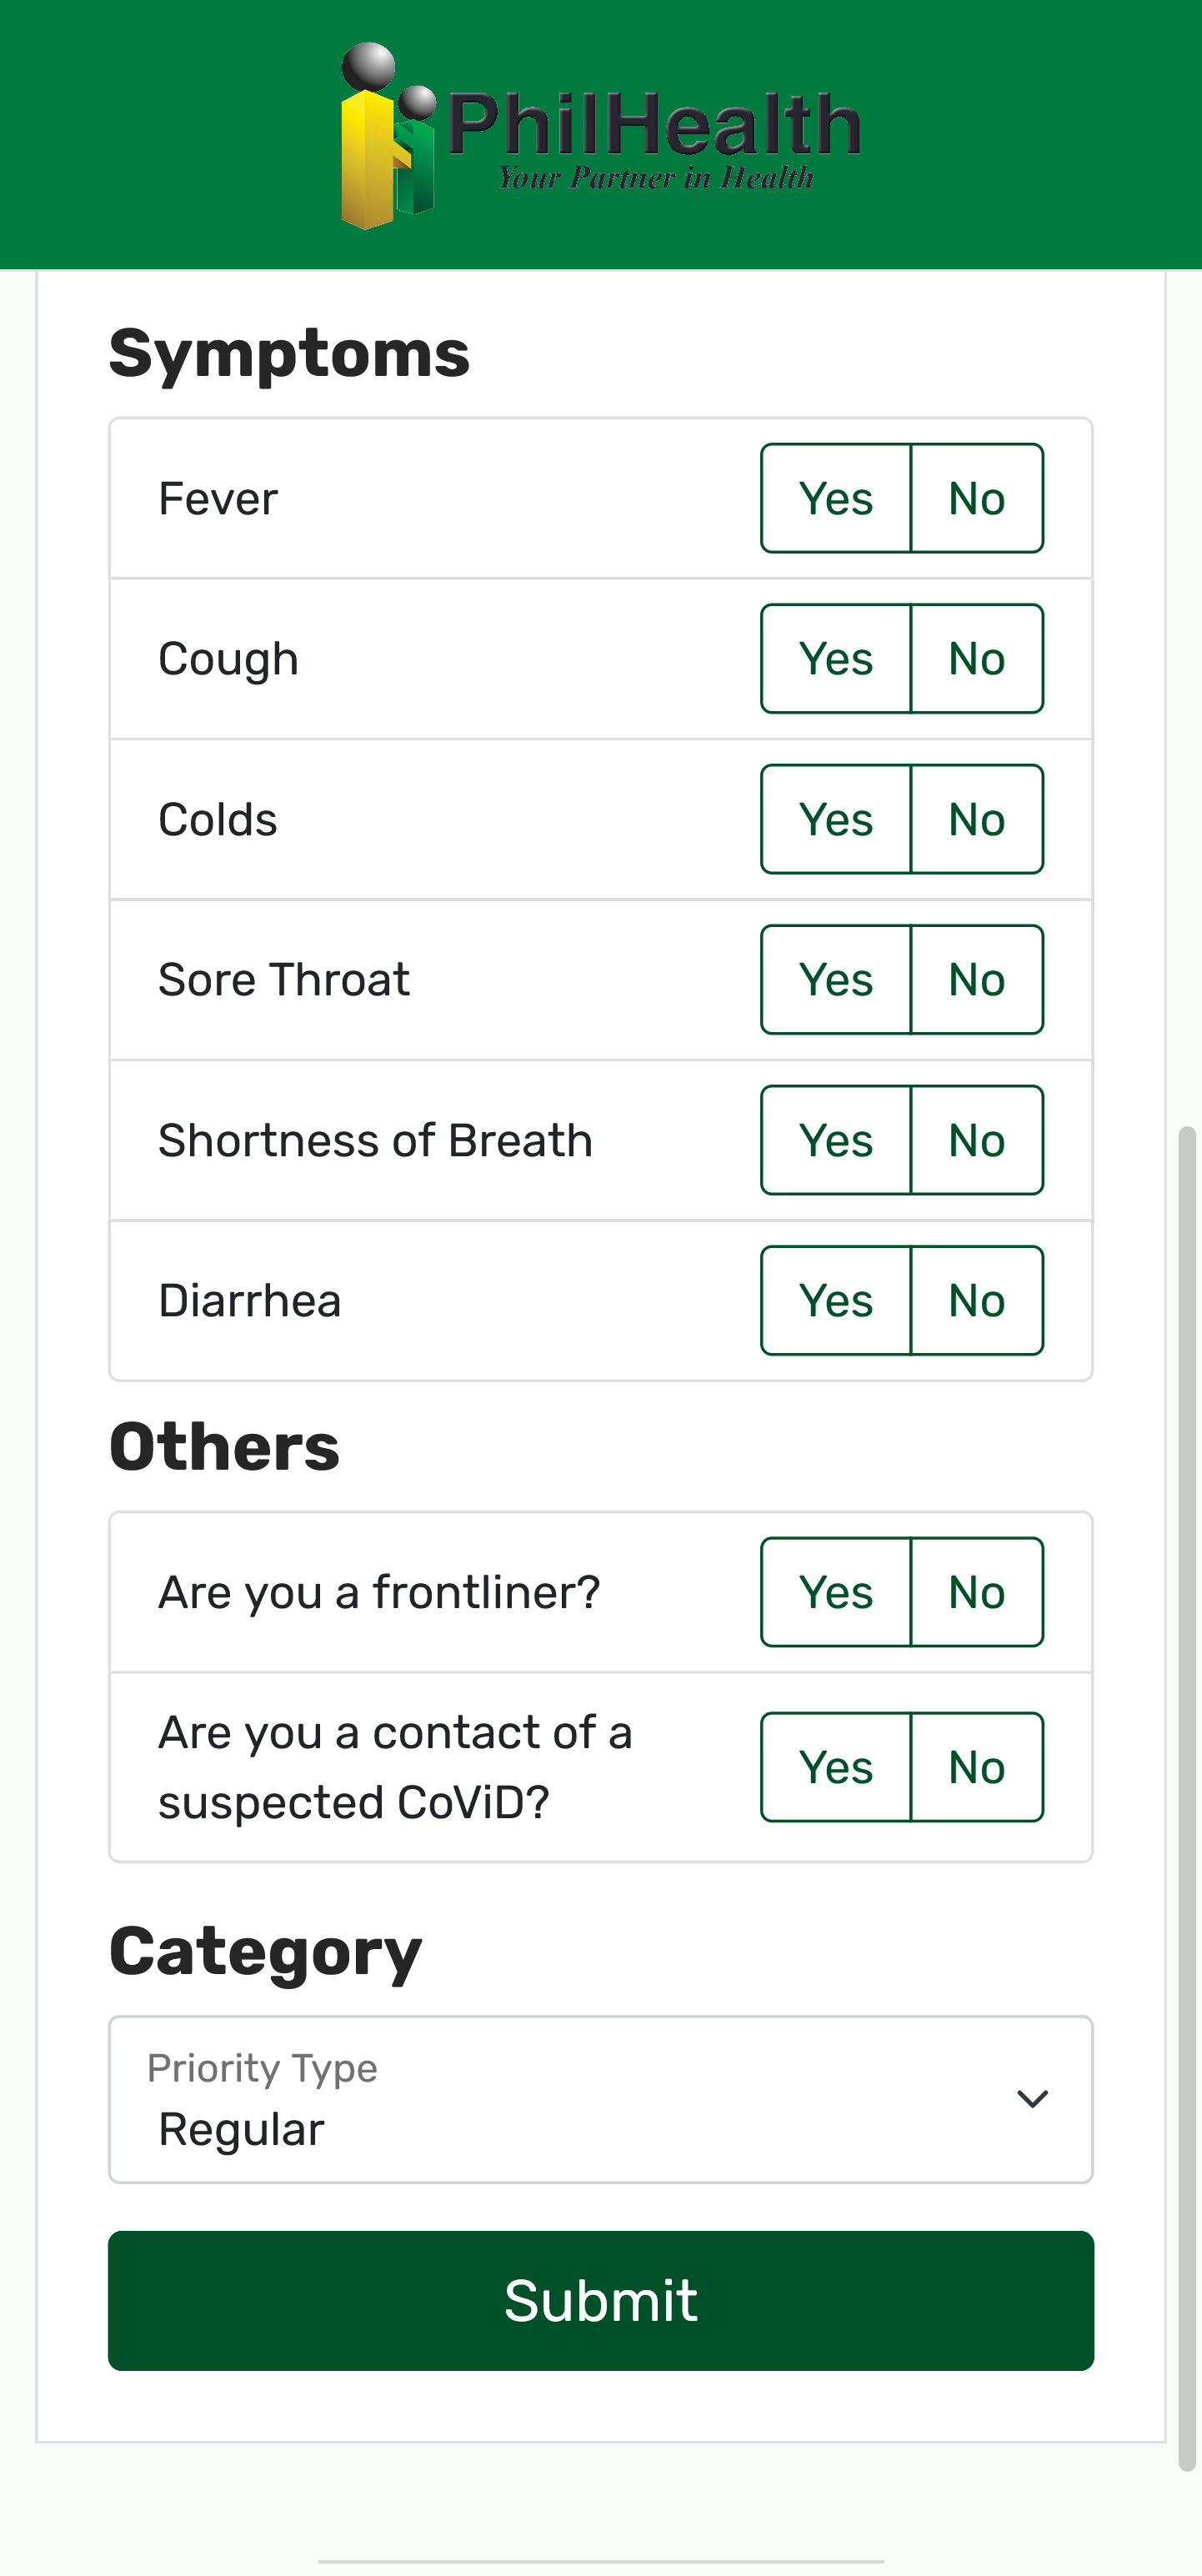 PhilHealth
Your Partner in Health
Symptoms
Fever Yes No
Cough Yes No
Colds Yes No
Sore Throat Yes No
Shortness of Breath Yes No
Diarrhea Yes No
Others
Are you a frontliner? Yes No
Are you a contact of a
suspected CoViD? Yes No
Category
Priority Type
Regular
Submit